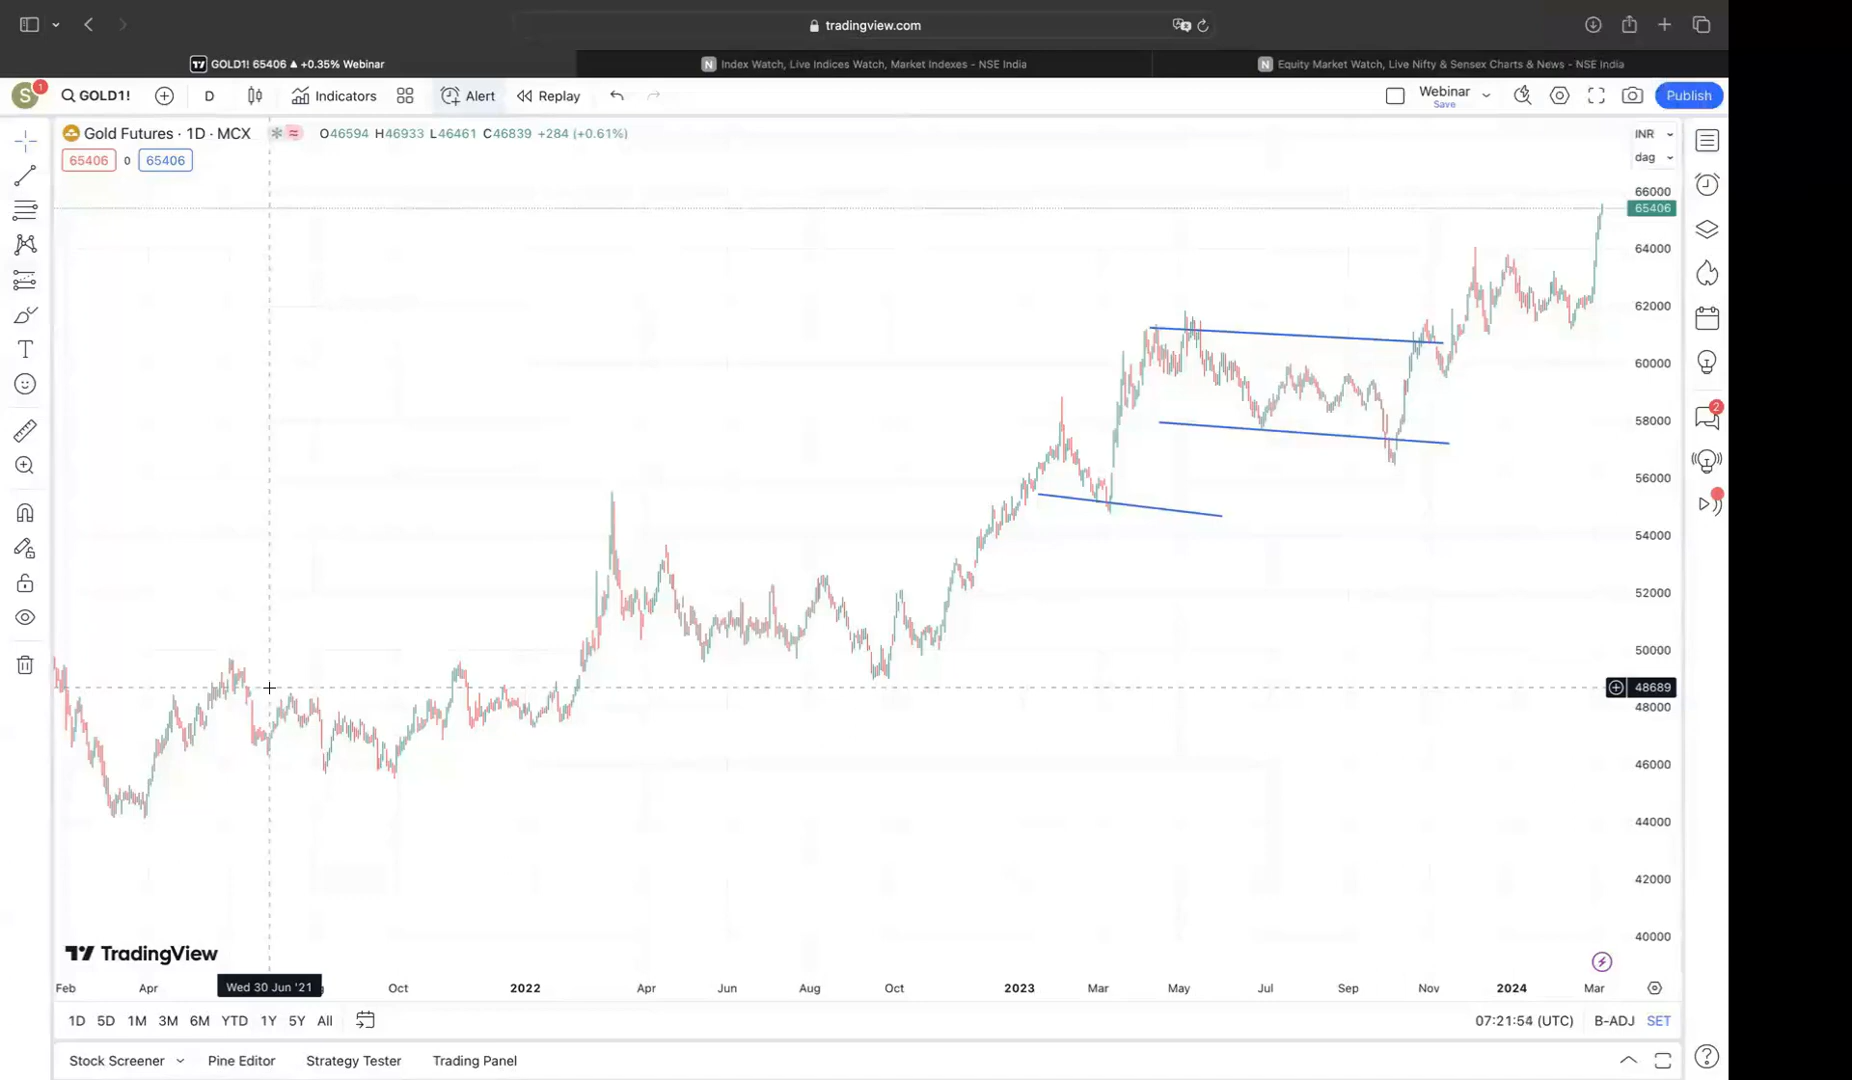 tradingview.com
GOLD1! 65406 ▲ +0.35% Webinar
Index Watch, Live Indices Watch, Market Indexes - NSE India
Equity Market Watch, Live Nifty & Sensex Charts & News - NSE India
S 1 GOLD1! D Indicators Alert Replay Webinar Save Publish
Gold Futures · 1D · MCX O46594 H46933 L46461 C46839 +284 (+0.61%)
INR
65406 0 65406
dag
66000
65406
64000
62000
60000
58000
2
56000
54000
52000
50000
48689
48000
46000
44000
42000
40000
TradingView
Feb Apr Wed 30 Jun '21 Oct 2022 Apr Jun Aug Oct 2023 Mar May Jul Sep Nov 2024 Mar
1D 5D 1M 3M 6M YTD 1Y 5Y All 07:21:54 (UTC) B-ADJ SET
Stock Screener Pine Editor Strategy Tester Trading Panel